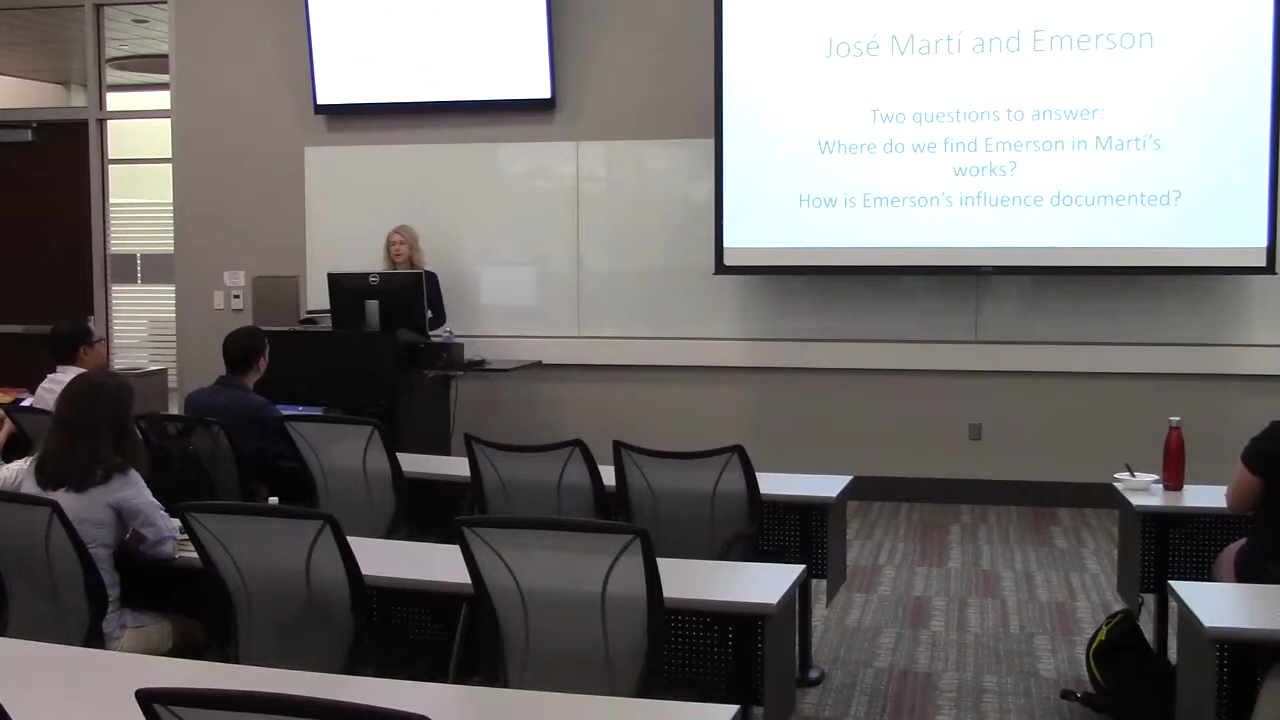 José Martí and Emerson
Two questions to answer:
Where do we find Emerson in Martí's
works?
How is Emerson's influence documented?
DELL